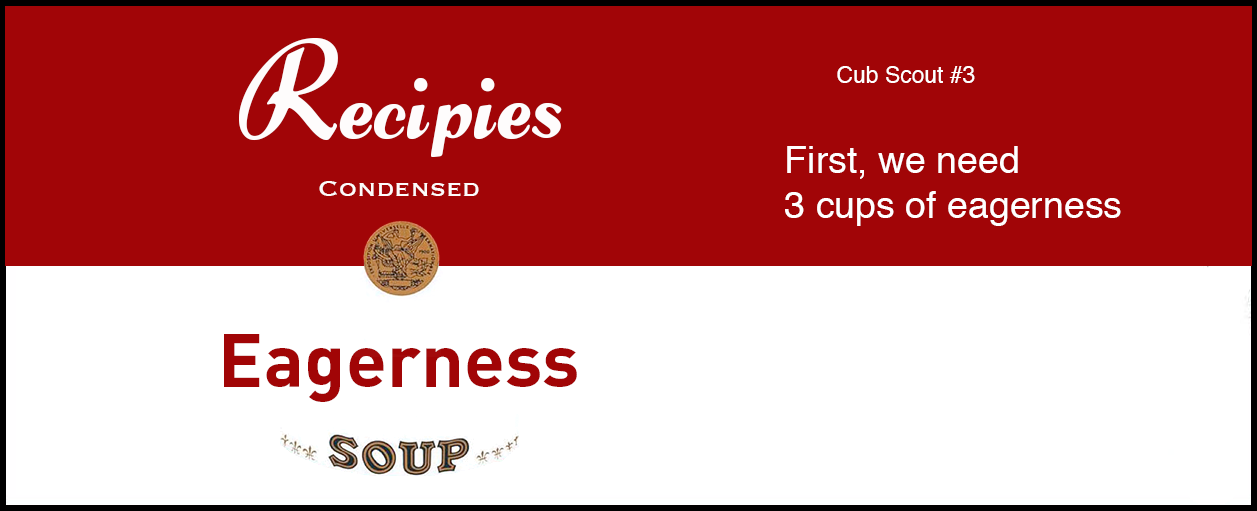 Recipies
Condensed
Eagerness
SOUP
Cub Scout #3
First, we need
3 cups of eagerness